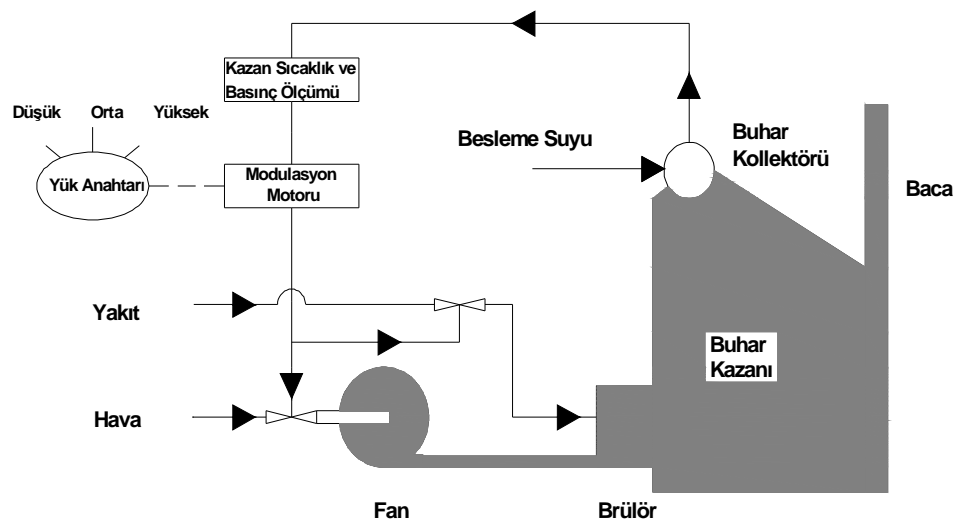 Kazan Sıcaklık ve
Basınç Ölçümü
Düşük Orta Yüksek
Yük Anahtarı
Modulasyon
Motoru
Besleme Suyu
Buhar
Kollektörü
Baca
Yakıt
Buhar
Kazanı
Hava
Fan
Brülör